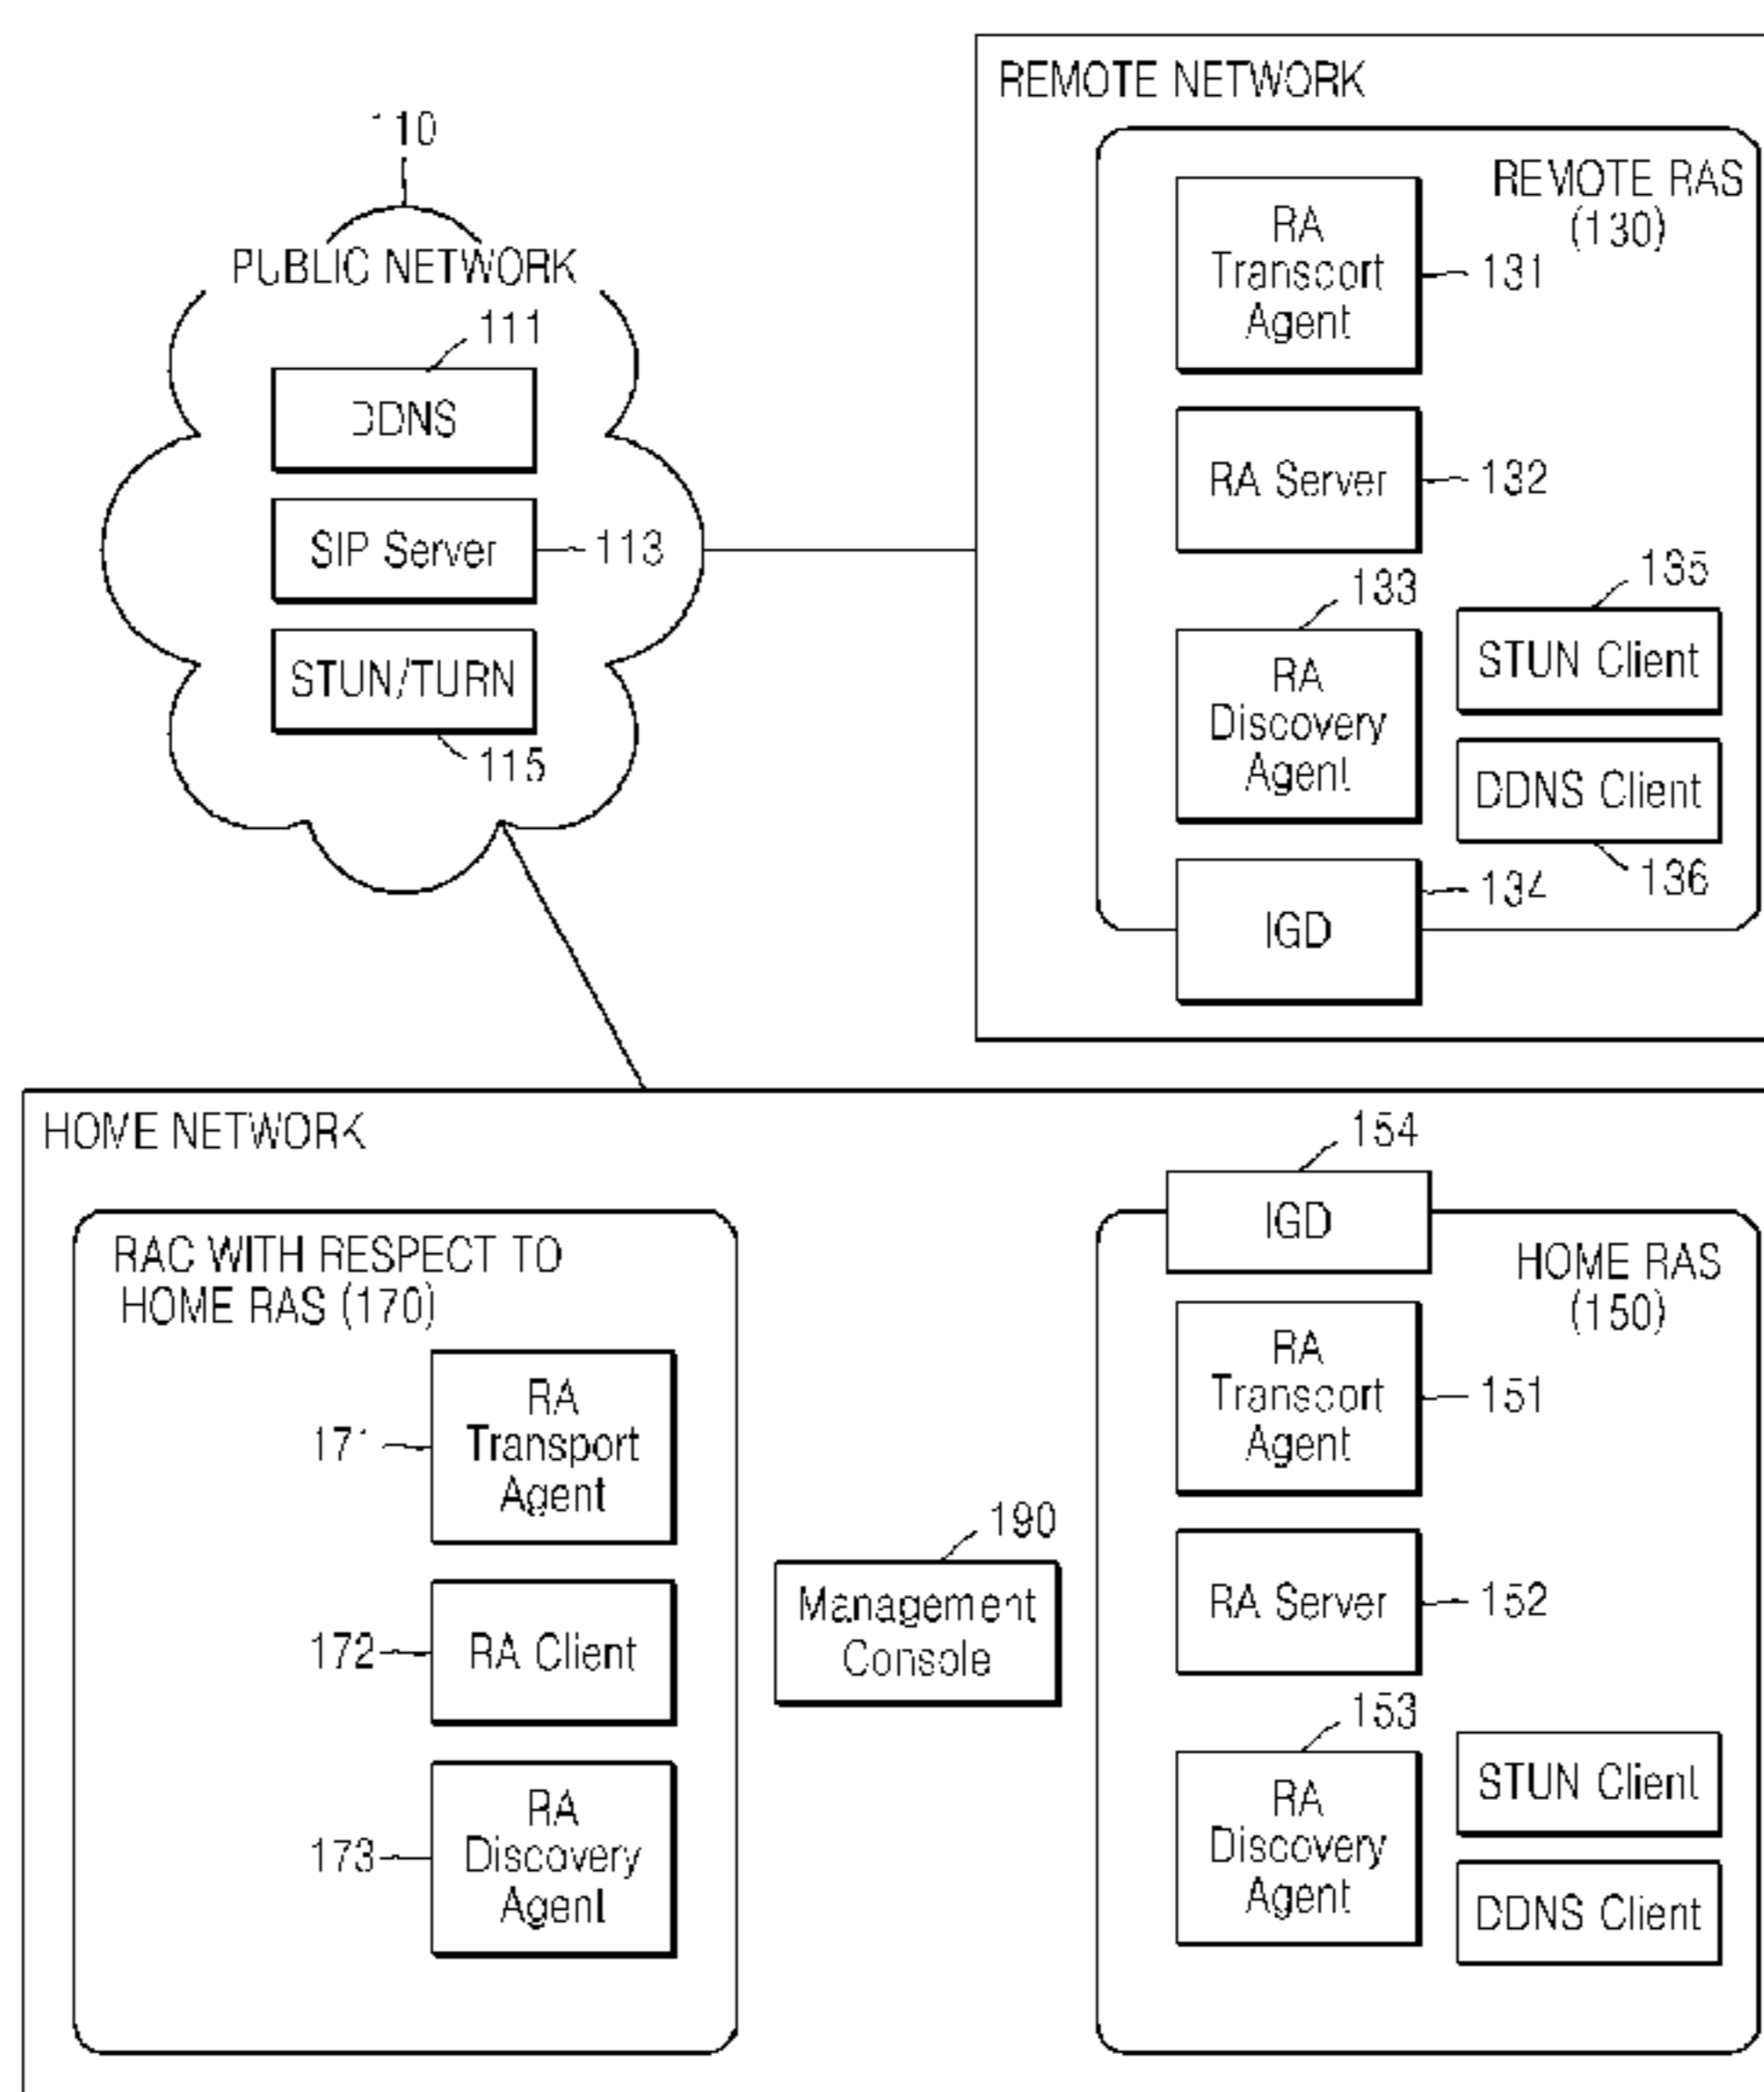 110
PUBLIC NETWORK
111
DDNS
SIP Server
113
STUN/TURN
115
REMOTE NETWORK
REMOTE RAS
(130)
RA
Transport
Agent
131
RA Server
132
133
RA
Discovery
Agent
135
STUN Client
DDNS Client
136
134
IGD
HOME NETWORK
RAC WITH RESPECT TO
HOME RAS (170)
171
RA
Transport
Agent
172
RA Client
173
RA
Discovery
Agent
190
Management
Console
154
IGD
HOME RAS
(150)
RA
Transport
Agent
151
RA Server
152
153
RA
Discovery
Agent
STUN Client
DDNS Client